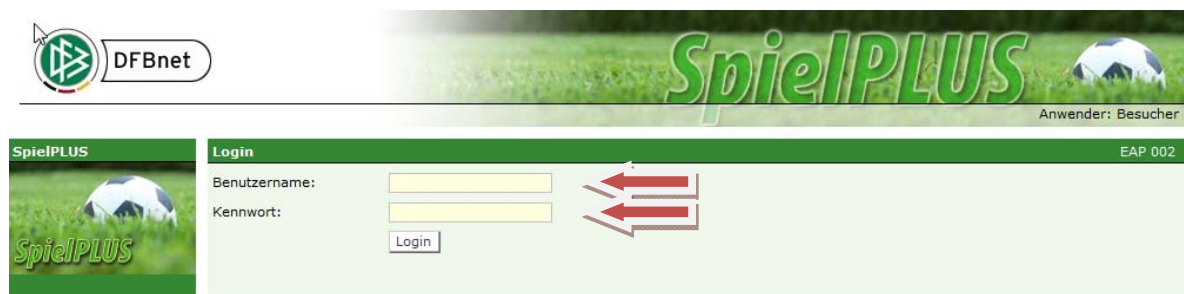 DFBnet
SpielPLUS
Anwender: Besucher
SpielPLUS
Login EAP 002
Benutzername:
Kennwort:
Login
SpielPLUS